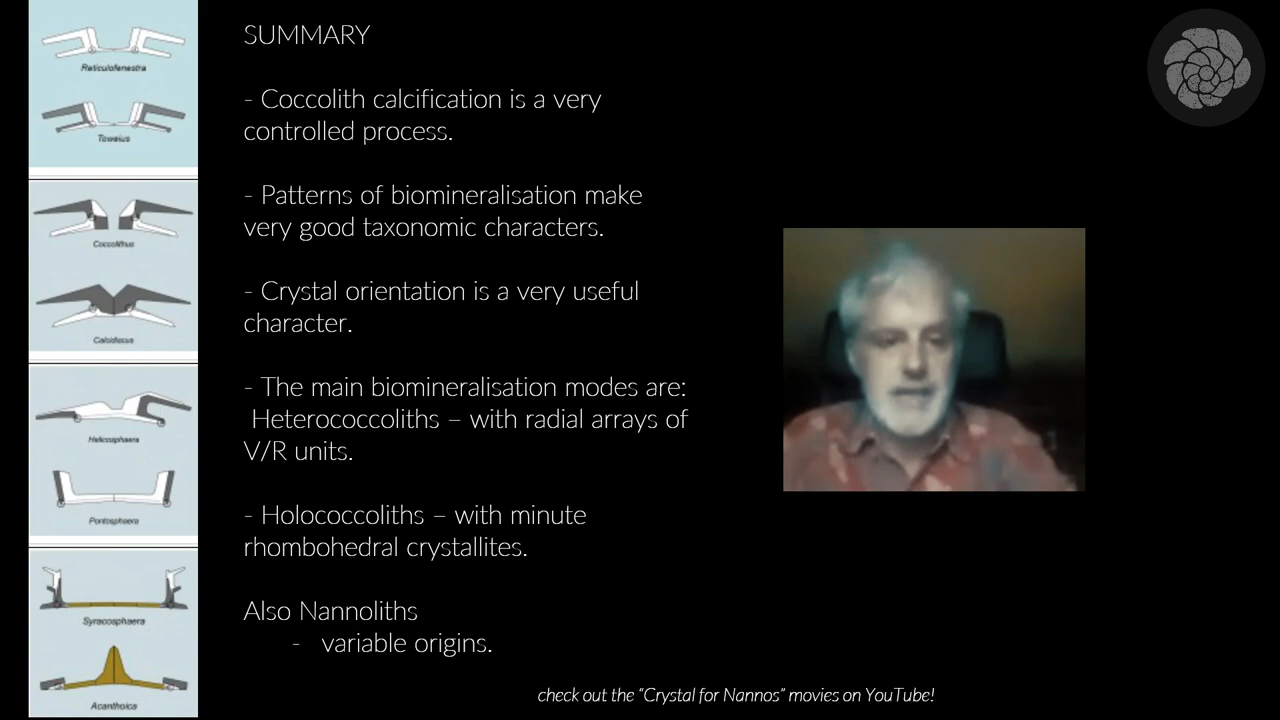 Reticulofenestra
Toweius
Coccolithus
Calcidiscus
Helicosphaera
Pontosphaera
Syracosphaera
Acanthoica
SUMMARY
- Coccolith calcification is a very
controlled process.
- Patterns of biomineralisation make
very good taxonomic characters.
- Crystal orientation is a very useful
character.
- The main biomineralisation modes are:
Heterococcoliths – with radial arrays of
V/R units.
- Holococcoliths – with minute
rhombohedral crystallites.
Also Nannoliths
- variable origins.
check out the “Crystal for Nannos” movies on YouTube!